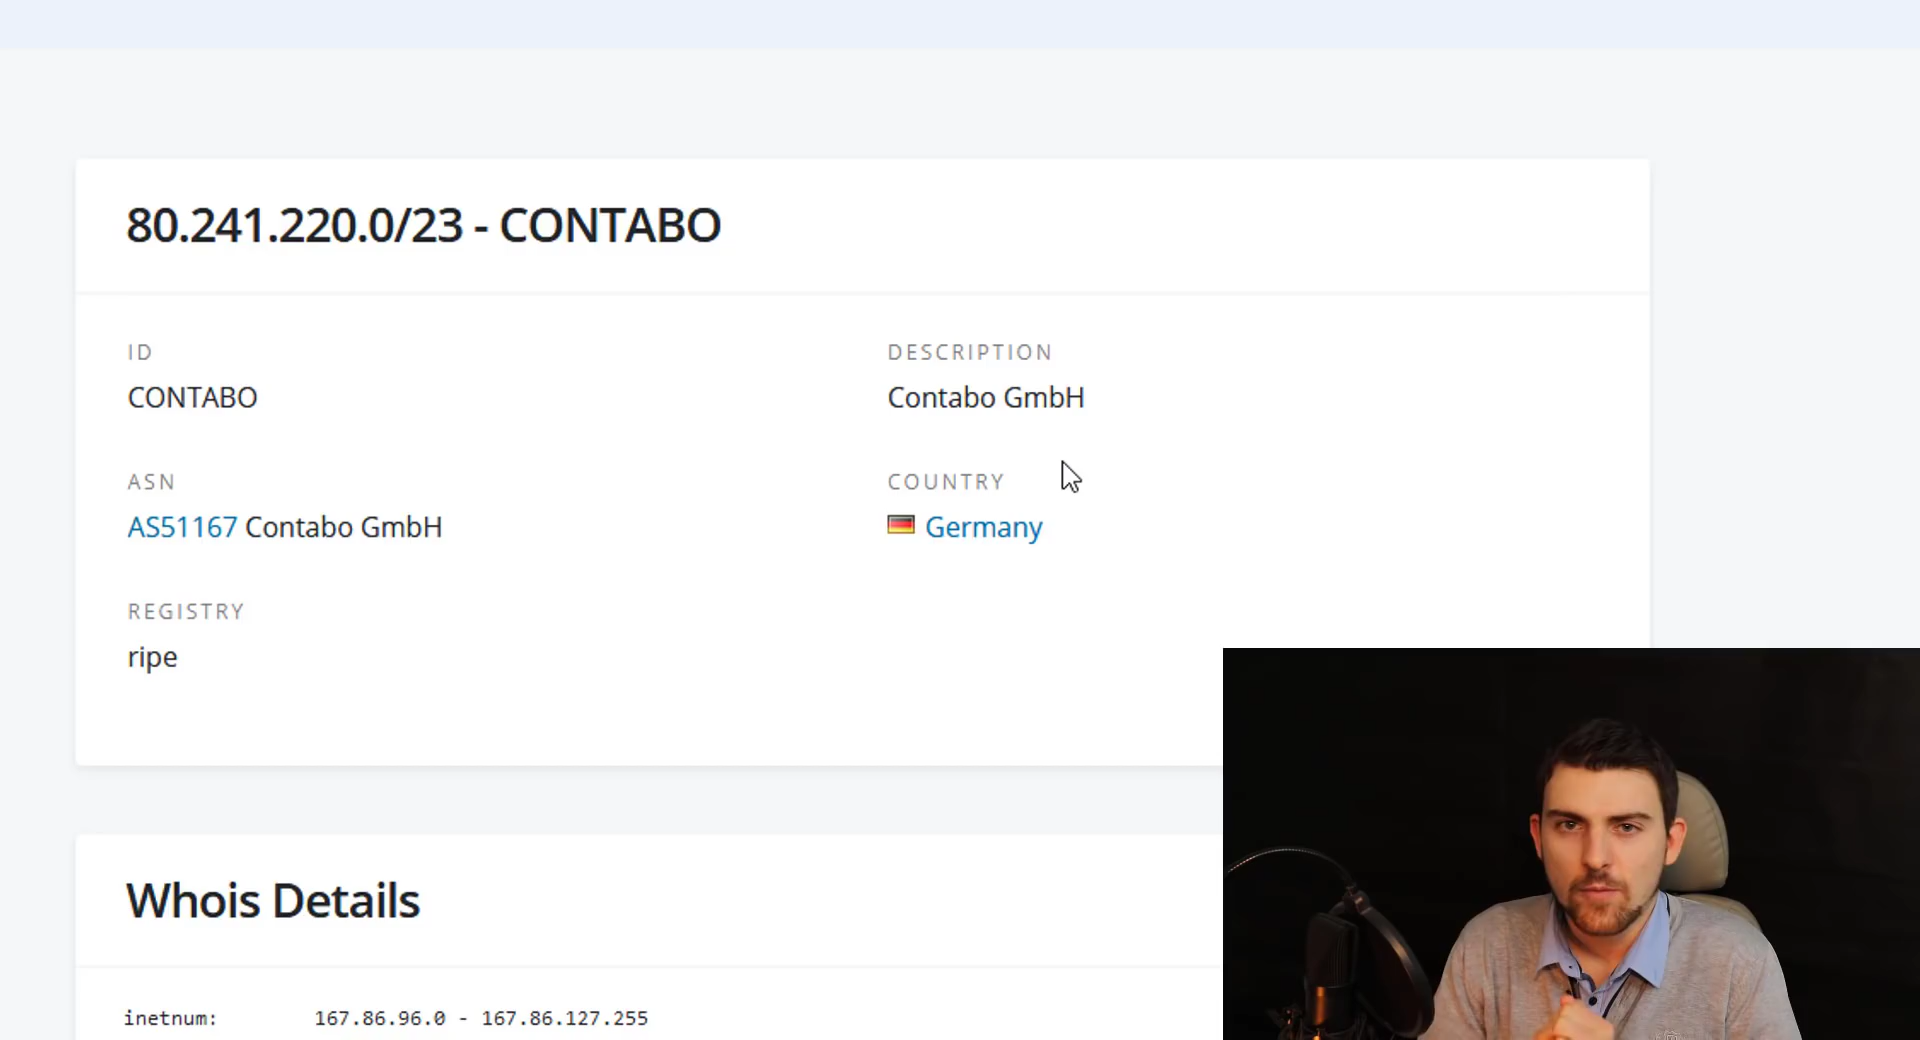 80.241.220.0/23 - CONTABO
ID
CONTABO
DESCRIPTION
Contabo GmbH
ASN
AS51167 Contabo GmbH
COUNTRY
Germany
REGISTRY
ripe
Whois Details
inetnum: 167.86.96.0 - 167.86.127.255